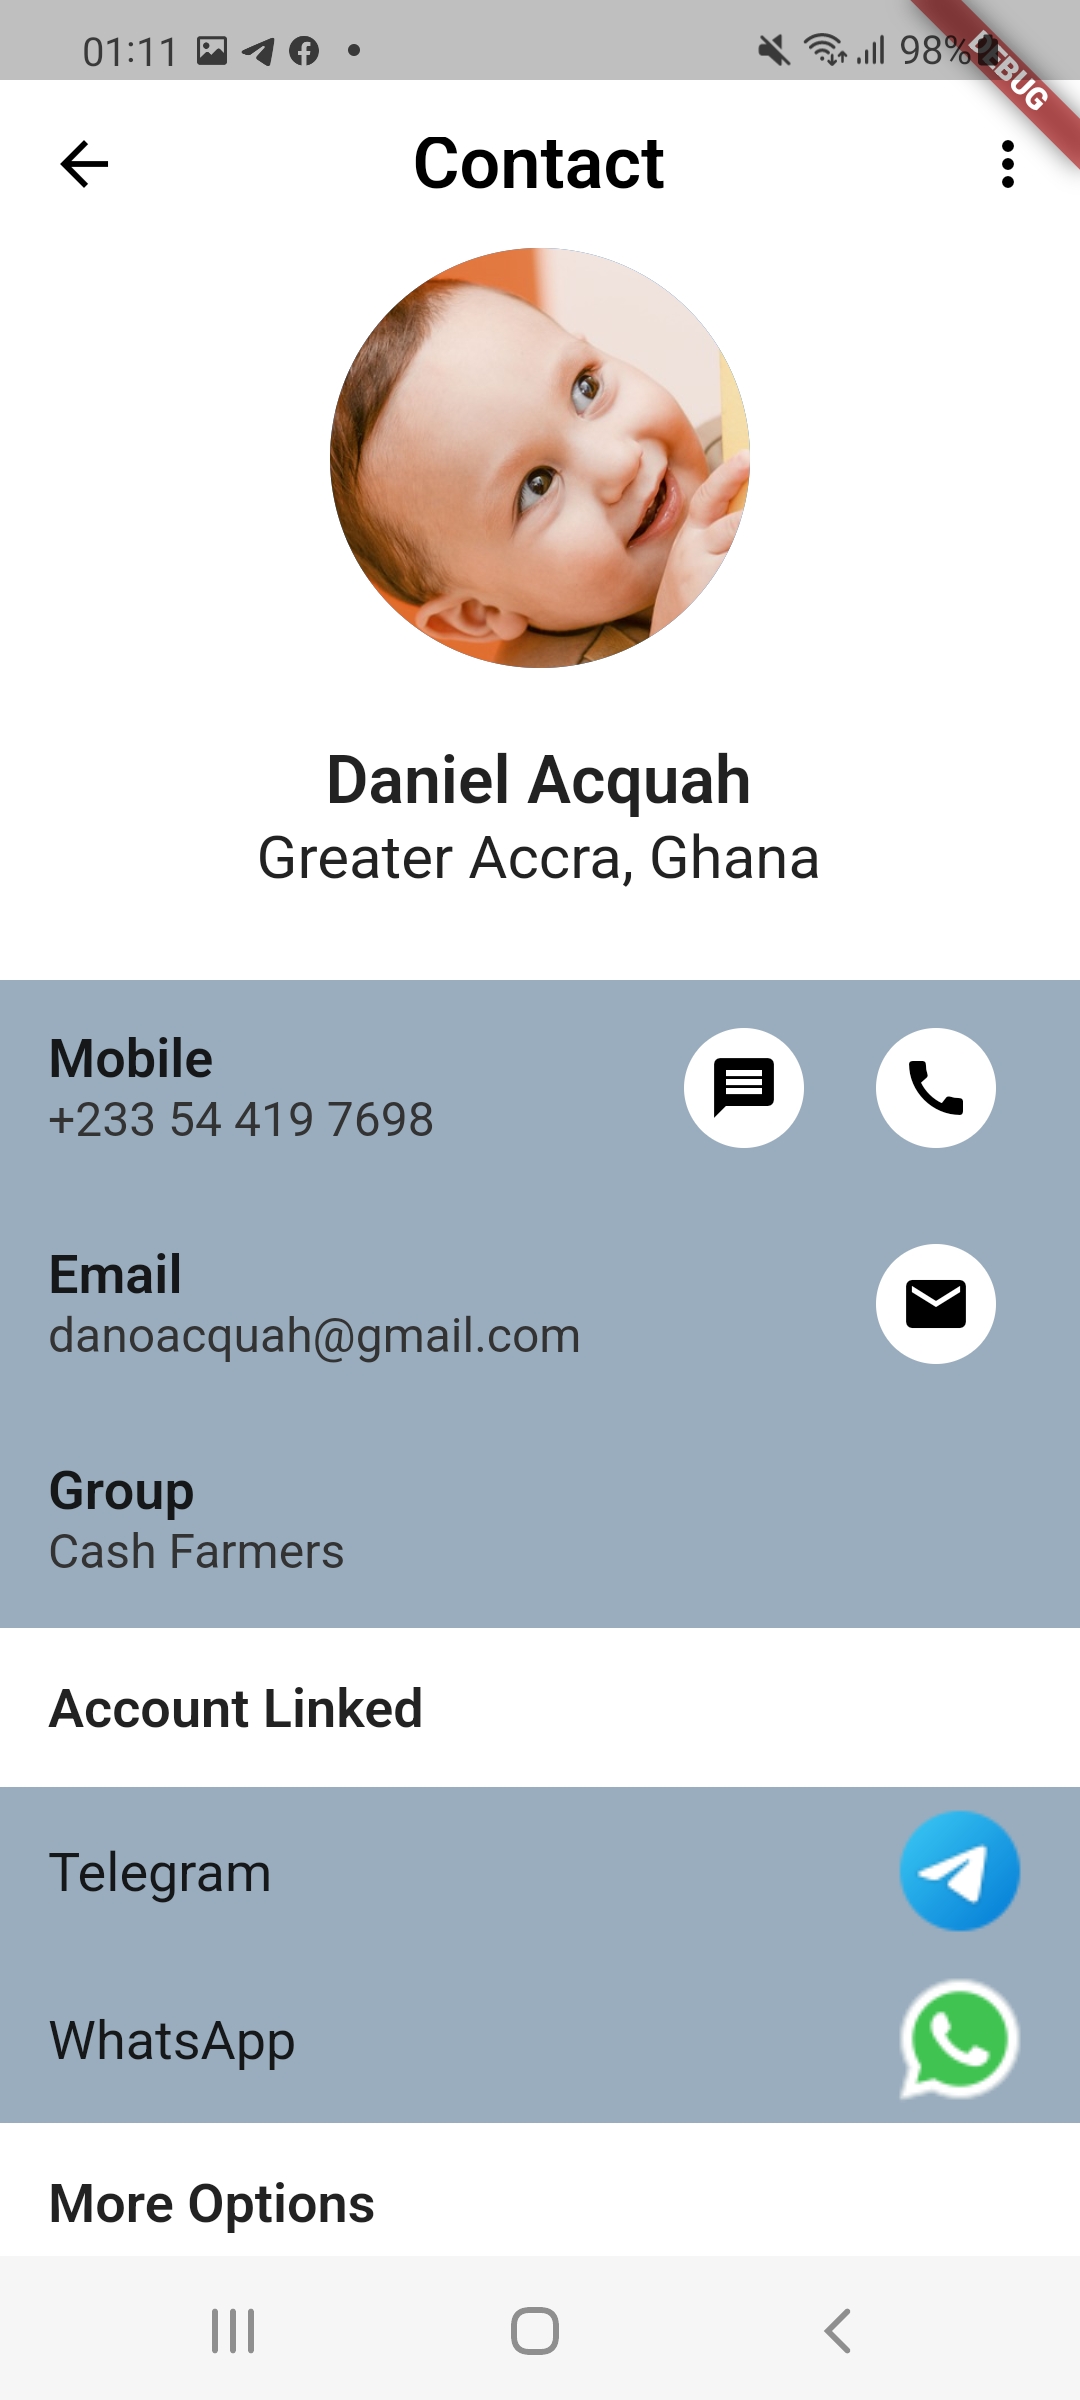 01:11
98%
DEBUG
Contact
Daniel Acquah
Greater Accra, Ghana
Mobile
+233 54 419 7698
Email
danoacquah@gmail.com
Group
Cash Farmers
Account Linked
Telegram
WhatsApp
More Options